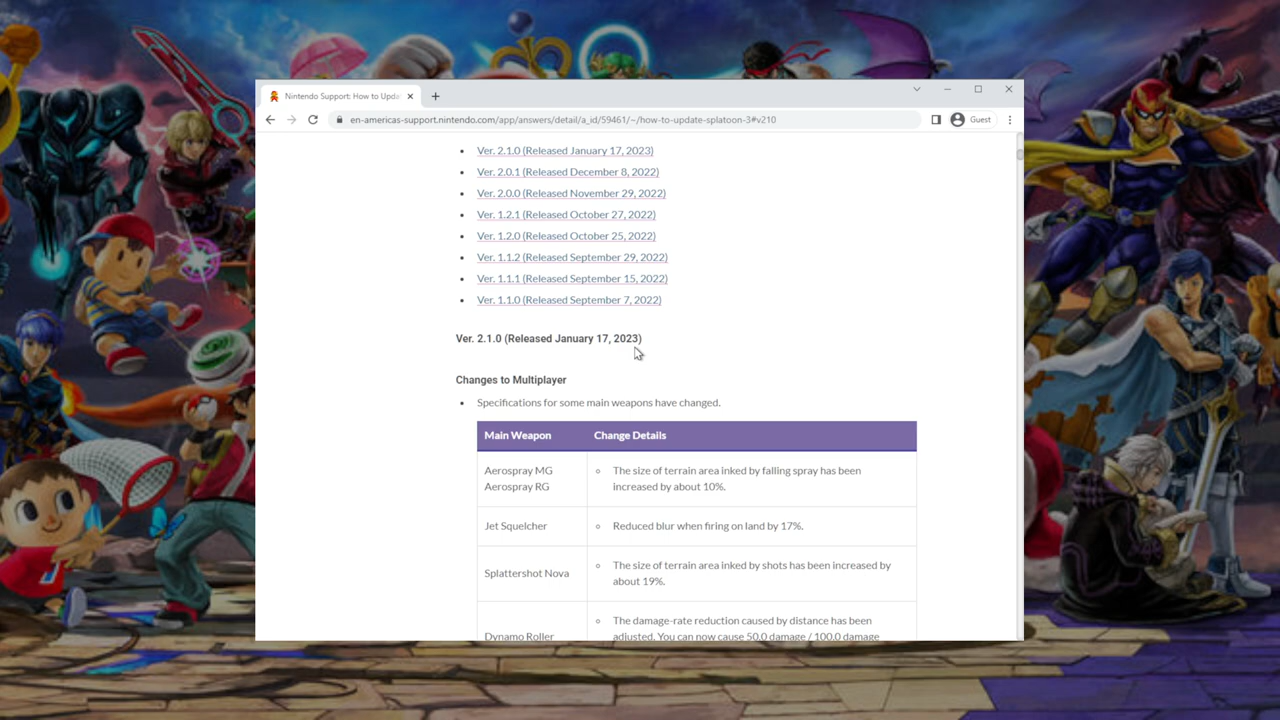 Nintendo Support: How to Upda
en-americas-support.nintendo.com/app/answers/detail/a_id/59461/~/how-to-update-splatoon-3#v210
Guest
Ver. 2.1.0 (Released January 17, 2023)
Ver. 2.0.1 (Released December 8, 2022)
Ver. 2.0.0 (Released November 29, 2022)
Ver. 1.2.1 (Released October 27, 2022)
Ver. 1.2.0 (Released October 25, 2022)
Ver. 1.1.2 (Released September 29, 2022)
Ver. 1.1.1 (Released September 15, 2022)
Ver. 1.1.0 (Released September 7, 2022)
Ver. 2.1.0 (Released January 17, 2023)
Changes to Multiplayer
Specifications for some main weapons have changed.
Main Weapon Change Details
Aerospray MG
Aerospray RG
The size of terrain area inked by falling spray has been
increased by about 10%.
Jet Squelcher
Reduced blur when firing on land by 17%.
Splattershot Nova
The size of terrain area inked by shots has been increased by
about 19%.
Dynamo Roller
The damage-rate reduction caused by distance has been
adjusted. You can now cause 50.0 damage / 100.0 damage